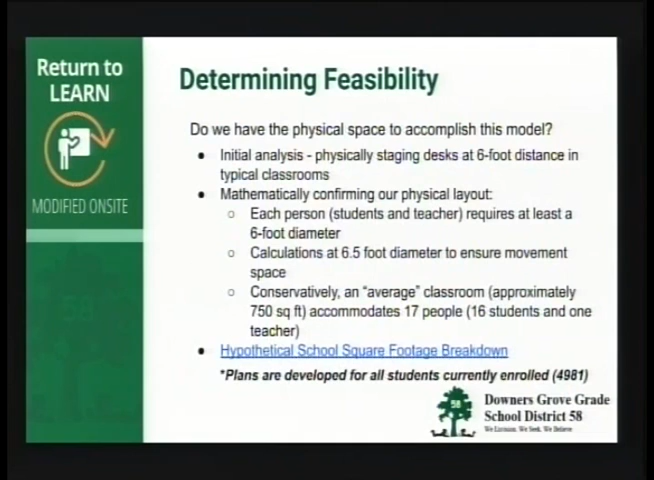 Return to
LEARN
MODIFIED ONSITE
Determining Feasibility
Do we have the physical space to accomplish this model?
● Initial analysis - physically staging desks at 6-foot distance in
typical classrooms
● Mathematically confirming our physical layout:
○ Each person (students and teacher) requires at least a
6-foot diameter
○ Calculations at 6.5 foot diameter to ensure movement
space
○ Conservatively, an “average” classroom (approximately
750 sq ft) accommodates 17 people (16 students and one
teacher)
● Hypothetical School Square Footage Breakdown
*Plans are developed for all students currently enrolled (4981)
58
Downers Grove Grade
School District 58
We Seek. We Believe